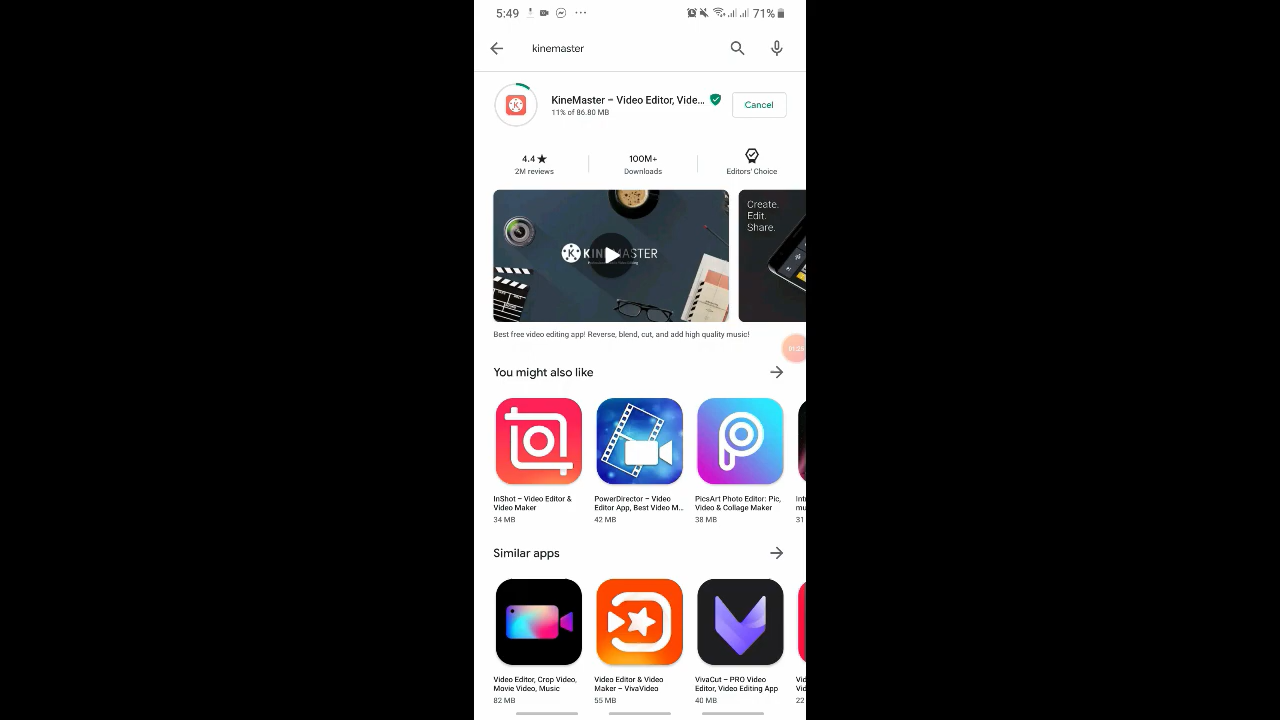 5:49 71%
kinemaster
KineMaster – Video Editor, Vide...
11% of 86.80 MB
Cancel
4.4★ 100M+
2M reviews Downloads Editors' Choice
Create.
Edit.
Share.
KINEMASTER
Best free video editing app! Reverse, blend, cut, and add high quality music!
You might also like
InShot – Video Editor &
Video Maker
34 MB
PowerDirector – Video
Editor App, Best Video M...
42 MB
PicsArt Photo Editor: Pic,
Video & Collage Maker
38 MB
31
Similar apps
Video Editor, Crop Video,
Movie Video, Music
82 MB
Video Editor & Video
Maker – VivaVideo
55 MB
VivaCut – PRO Video
Editor, Video Editing App
40 MB
22